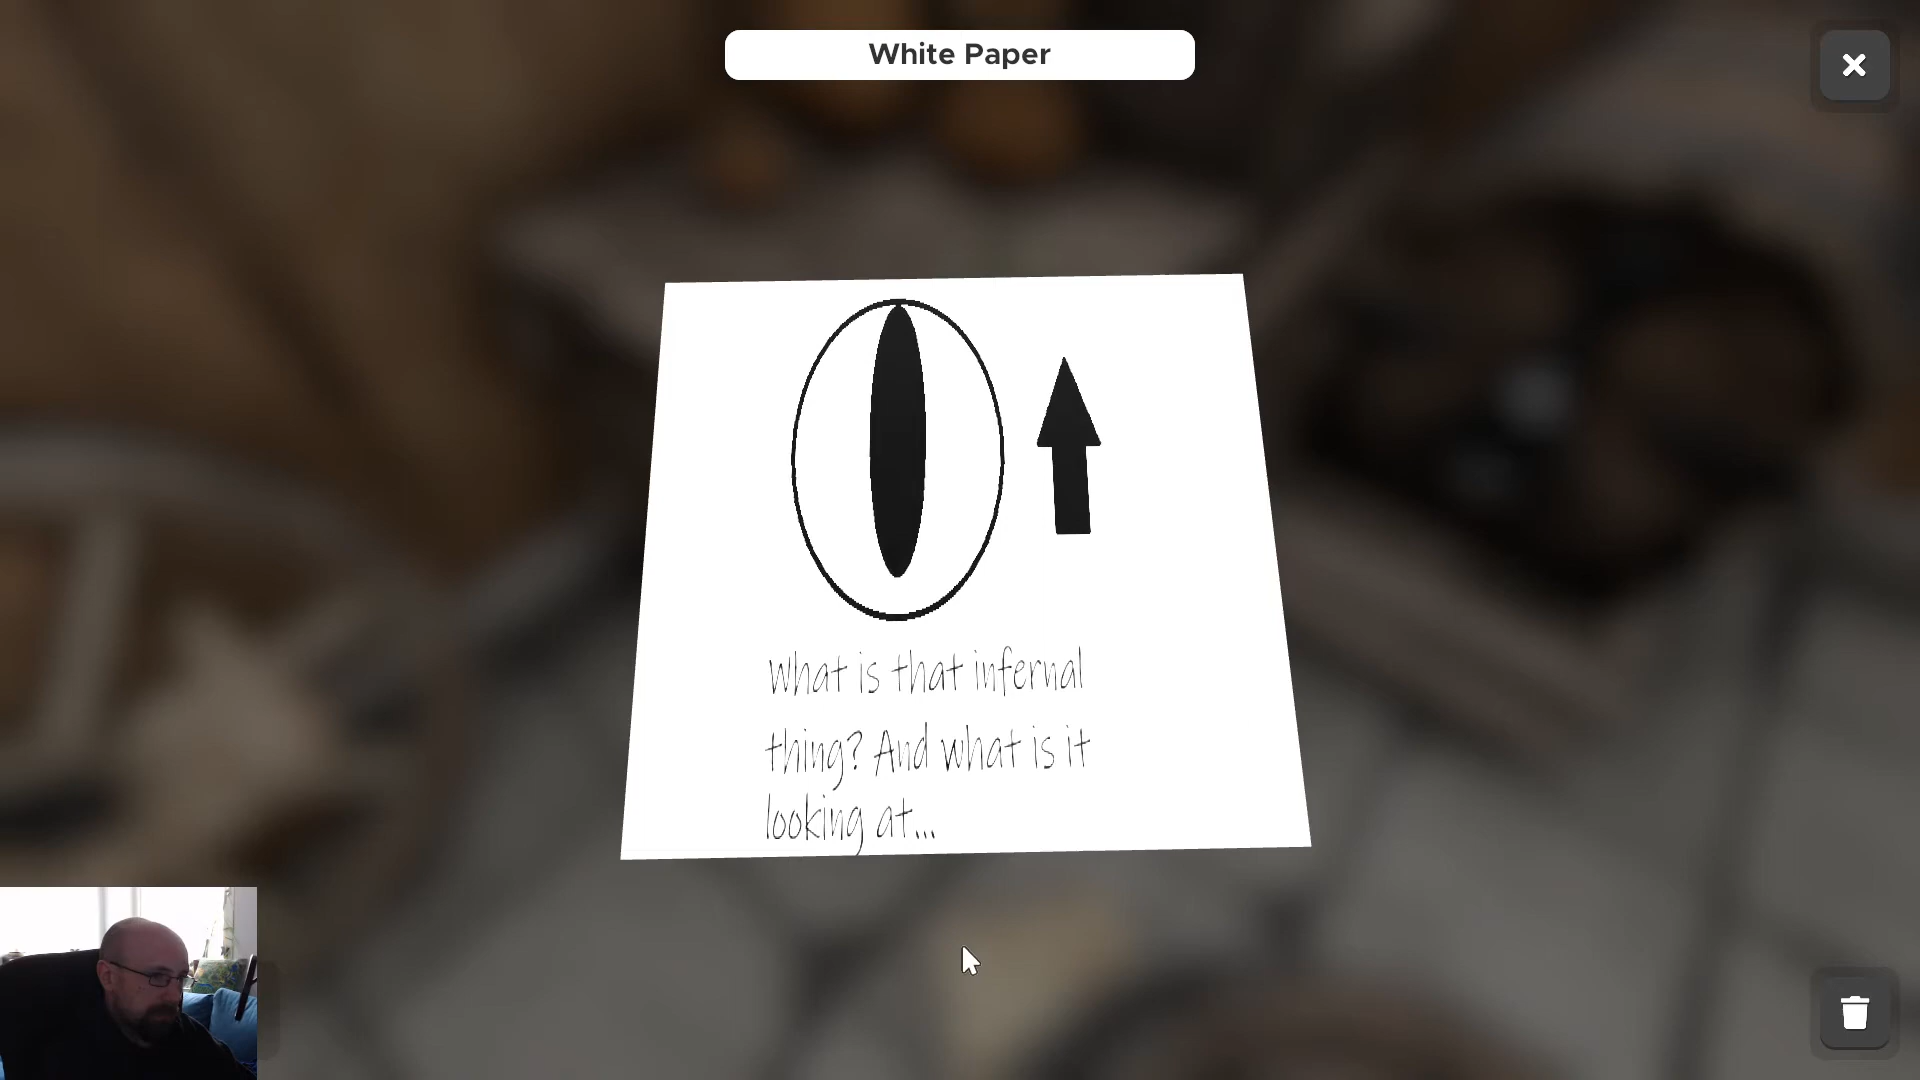 White Paper
What is that infernal
thing? And what is it
looking at...